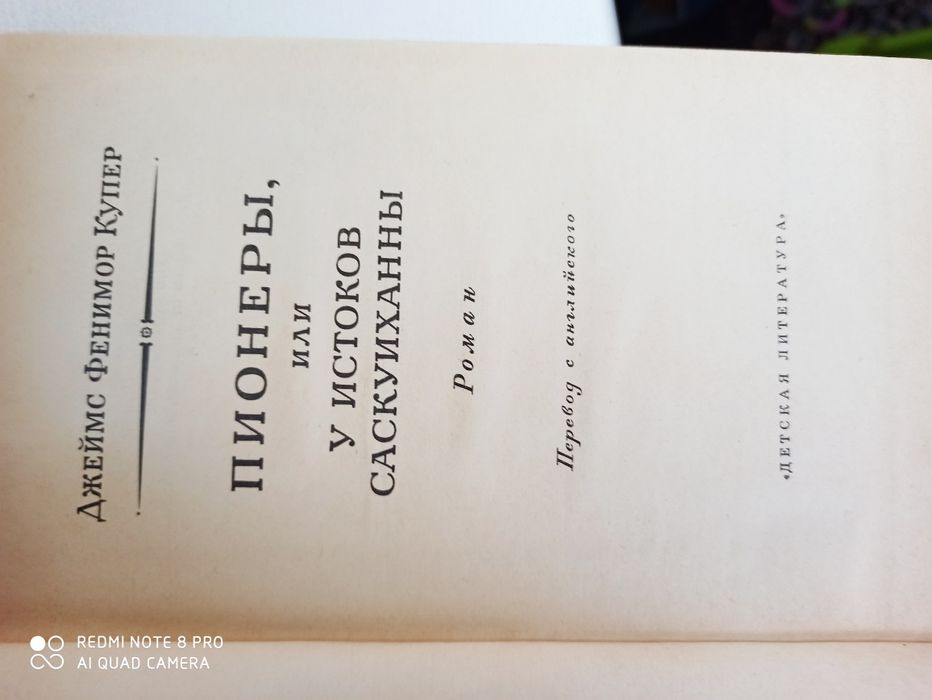 Джеймс Фенимор Купер
ПИОНЕРЫ,
ИЛИ
У ИСТОКОВ
САСКУИХАННЫ
Роман
Перевод с английского
«ДЕТСКАЯ ЛИТЕРАТУРА»
REDMI NOTE 8 PRO
AI QUAD CAMERA